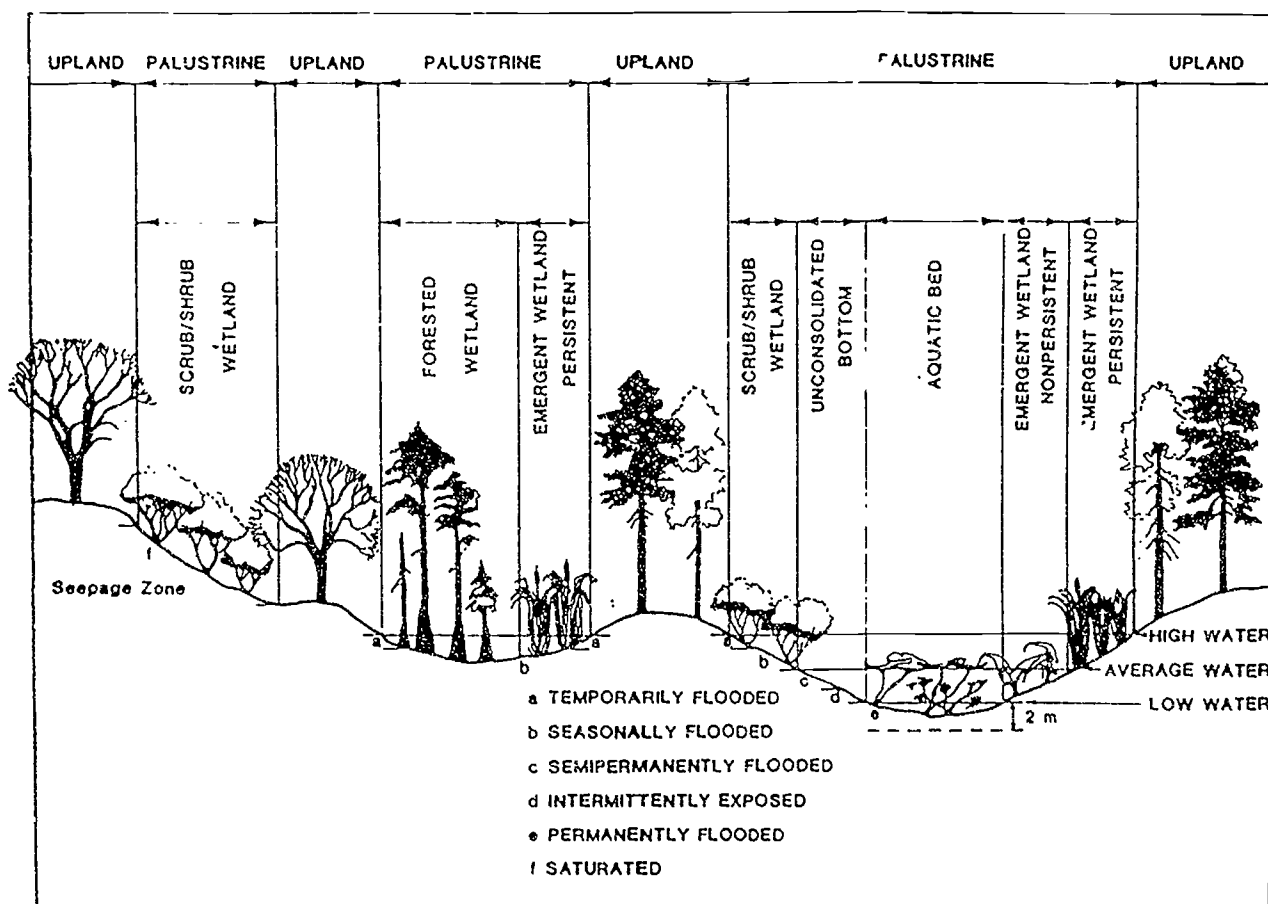 UPLAND PALUSTRINE UPLAND PALUSTRINE UPLAND PALUSTRINE UPLAND
SCRUB/SHRUB
WETLAND
FORESTED
WETLAND
EMERGENT WETLAND
PERSISTENT
SCRUB/SHRUB
WETLAND
UNCONSOLIDATED
BOTTOM
AQUATIC BED
EMERGENT WETLAND
NONPERSISTENT
EMERGENT WETLAND
PERSISTENT
f
Seepage Zone
a
b
a
a
b
c
d
e
HIGH WATER
AVERAGE WATER
LOW WATER
2 m
a TEMPORARILY FLOODED
b SEASONALLY FLOODED
c SEMIPERMANENTLY FLOODED
d INTERMITTENTLY EXPOSED
e PERMANENTLY FLOODED
f SATURATED